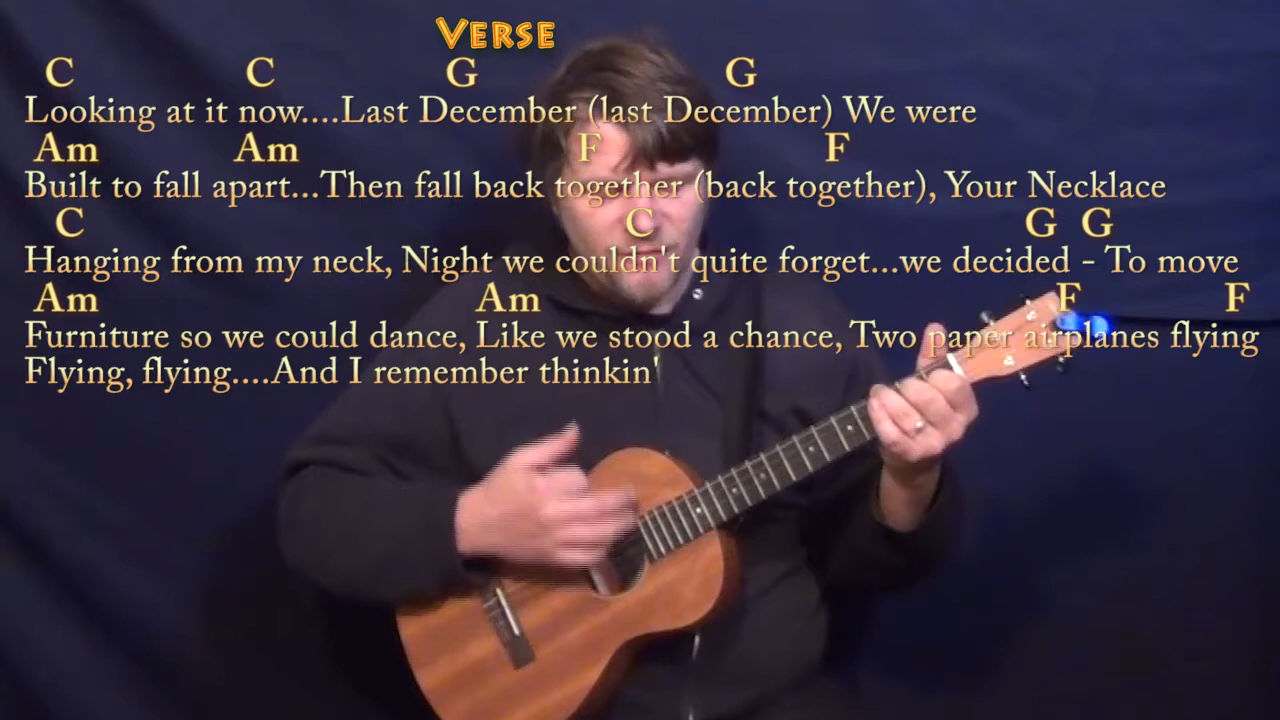 VERSE
C C G G
Looking at it now....Last December (last December) We were
Am Am F F
Built to fall apart...Then fall back together (back together), Your Necklace
C C G G
Hanging from my neck, Night we couldn't quite forget...we decided - To move
Am Am F F
Furniture so we could dance, Like we stood a chance, Two paper airplanes flying
Flying, flying....And I remember thinkin'